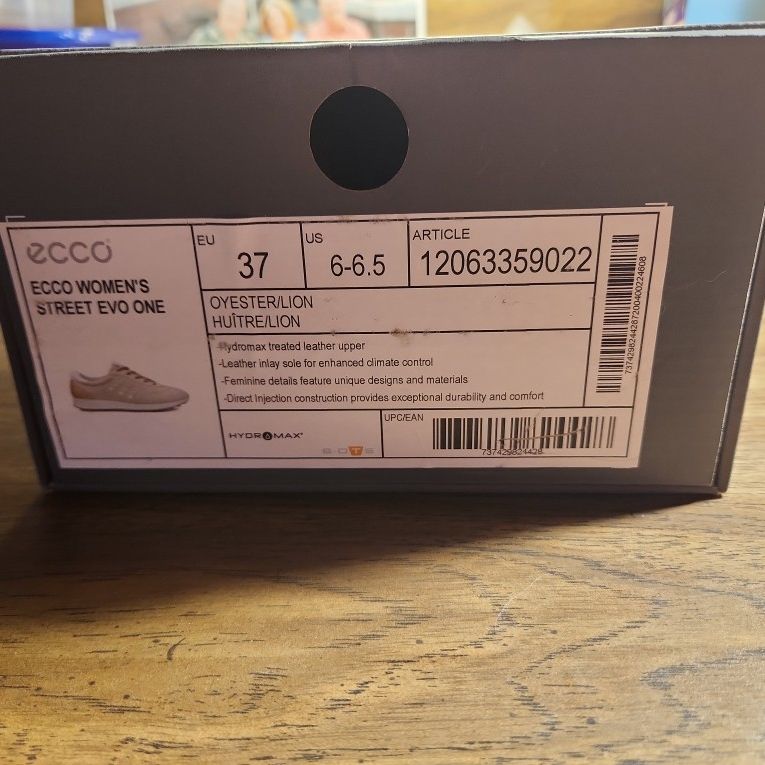 ecco
ECCO WOMEN'S
STREET EVO ONE
EU
37
US
6-6.5
ARTICLE
12063359022
OYESTER/LION
HUÎTRE/LION
-Hydromax treated leather upper
-Leather inlay sole for enhanced climate control
-Feminine details feature unique designs and materials
-Direct Injection construction provides exceptional durability and comfort
HYDROMAX®
UPC/EAN
737429824428